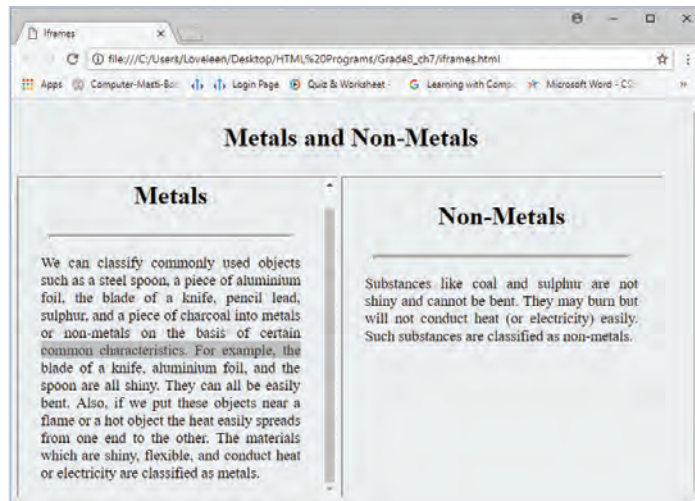 Iframes
file:///C:/Users/Loveleen/Desktop/HTML%20Programs/Grade8_ch7/iframes.html
Apps Computer-Masti-Boo Login Page Quiz & Worksheet - Learning with Comp Microsoft Word - CS
Metals and Non-Metals
Metals
We can classify commonly used objects
such as a steel spoon, a piece of aluminium
foil, the blade of a knife, pencil lead,
sulphur, and a piece of charcoal into metals
or non-metals on the basis of certain
common characteristics. For example, the
blade of a knife, aluminium foil, and the
spoon are all shiny. They can all be easily
bent. Also, if we put these objects near a
flame or a hot object the heat easily spreads
from one end to the other. The materials
which are shiny, flexible, and conduct heat
or electricity are classified as metals.
Non-Metals
Substances like coal and sulphur are not
shiny and cannot be bent. They may burn but
will not conduct heat (or electricity) easily.
Such substances are classified as non-metals.